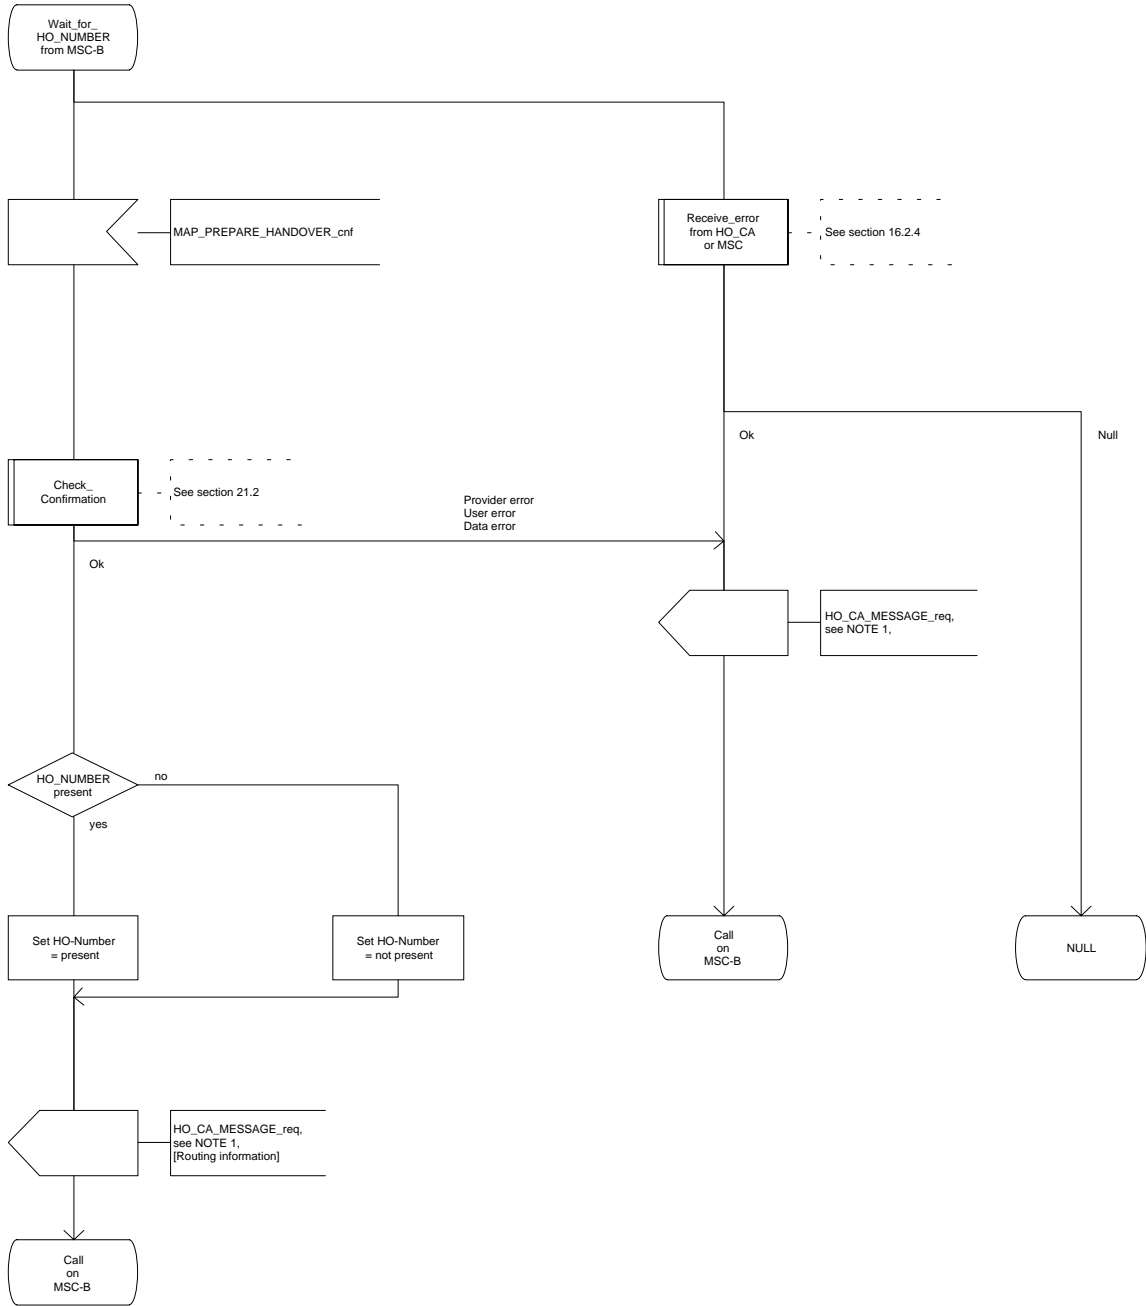 Wait_for_
HO_NUMBER
from MSC-B
MAP_PREPARE_HANDOVER_cnf
Receive_error
from HO_CA
or MSC
See section 16.2.4
Ok
Null
Check_
Confirmation
See section 21.2
Provider error
User error
Data error
Ok
HO_CA_MESSAGE_req,
see NOTE 1,
HO_NUMBER
present
no
yes
Set HO-Number
= present
Set HO-Number
= not present
Call
on
MSC-B
NULL
HO_CA_MESSAGE_req,
see NOTE 1,
[Routing information]
Call
on
MSC-B